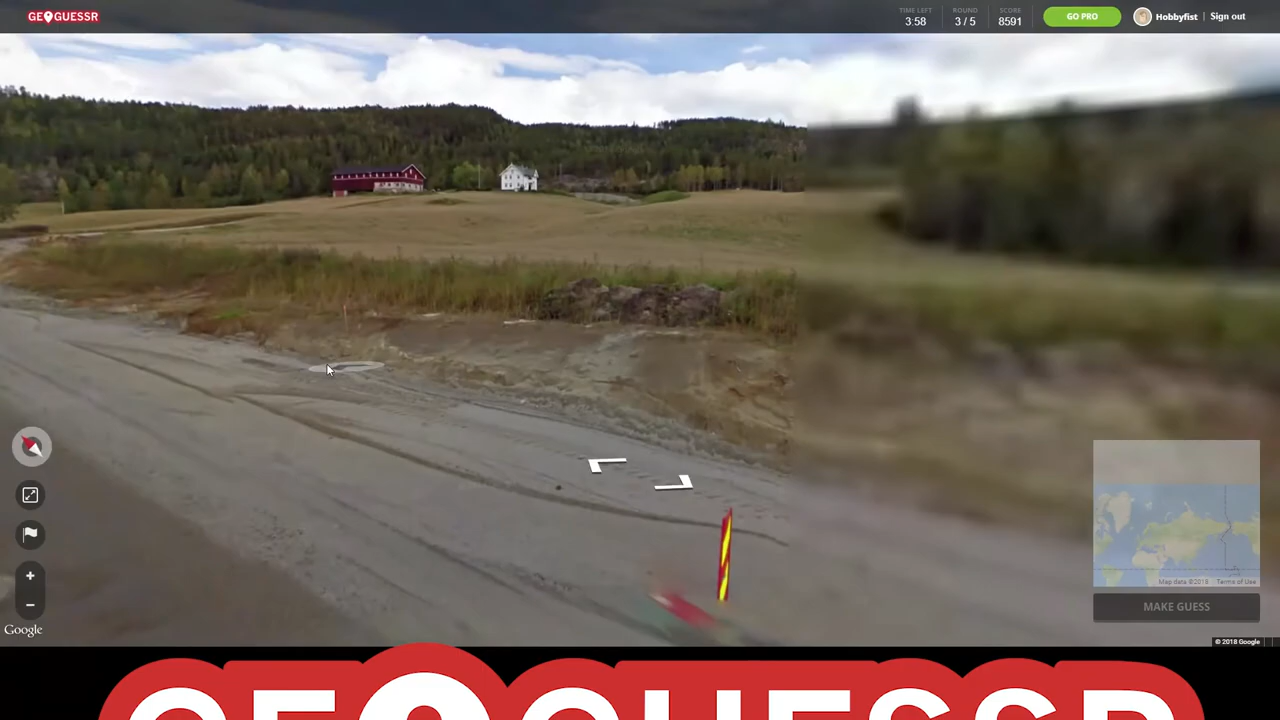 GEOGUESSR
TIME LEFT
3:58
ROUND
3 / 5
SCORE
8591
GO PRO
Hobbyfist | Sign out
+
−
Google
Map data ©2018 Terms of Use
MAKE GUESS
© 2018 Google
GEOGUESSR